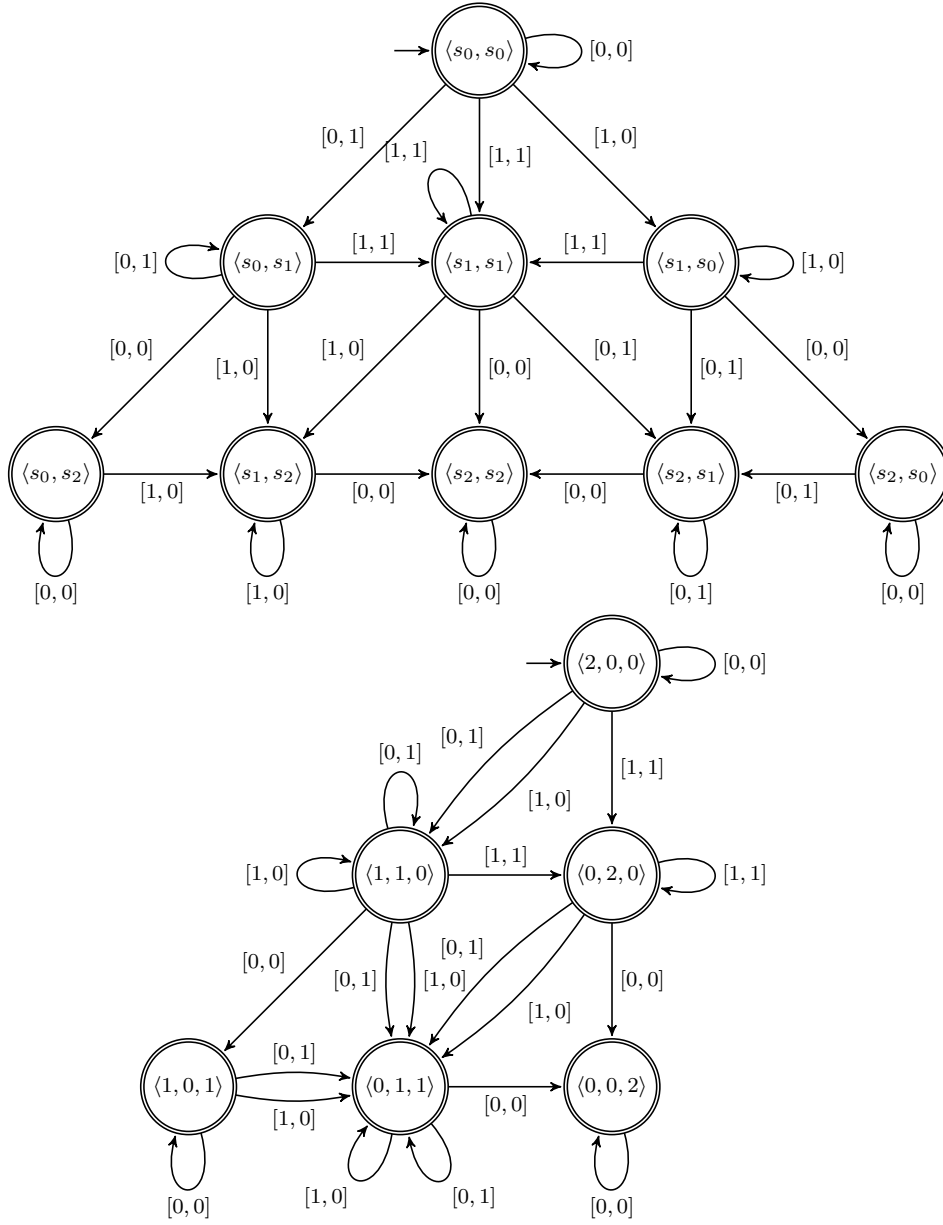 ⟨s₀, s₀⟩ [0, 0]
[0, 1] [1, 1] [1, 1] [1, 0]
[0, 1] ⟨s₀, s₁⟩ [1, 1] ⟨s₁, s₁⟩ [1, 1] ⟨s₁, s₀⟩ [1, 0]
[0, 0] [1, 0] [1, 0] [0, 0] [0, 1] [0, 1] [0, 0]
⟨s₀, s₂⟩ [1, 0] ⟨s₁, s₂⟩ [0, 0] ⟨s₂, s₂⟩ [0, 0] ⟨s₂, s₁⟩ [0, 1] ⟨s₂, s₀⟩
[0, 0] [1, 0] [0, 0] [0, 1] [0, 0]
⟨2, 0, 0⟩ [0, 0]
[0, 1] [0, 1] [1, 0] [1, 1]
[1, 0] ⟨1, 1, 0⟩ [1, 1] ⟨0, 2, 0⟩ [1, 1]
[0, 0] [0, 1] [1, 0] [0, 1] [1, 0] [0, 0]
⟨1, 0, 1⟩ [0, 1] [1, 0] ⟨0, 1, 1⟩ [0, 0] ⟨0, 0, 2⟩
[0, 0] [1, 0] [0, 1] [0, 0]